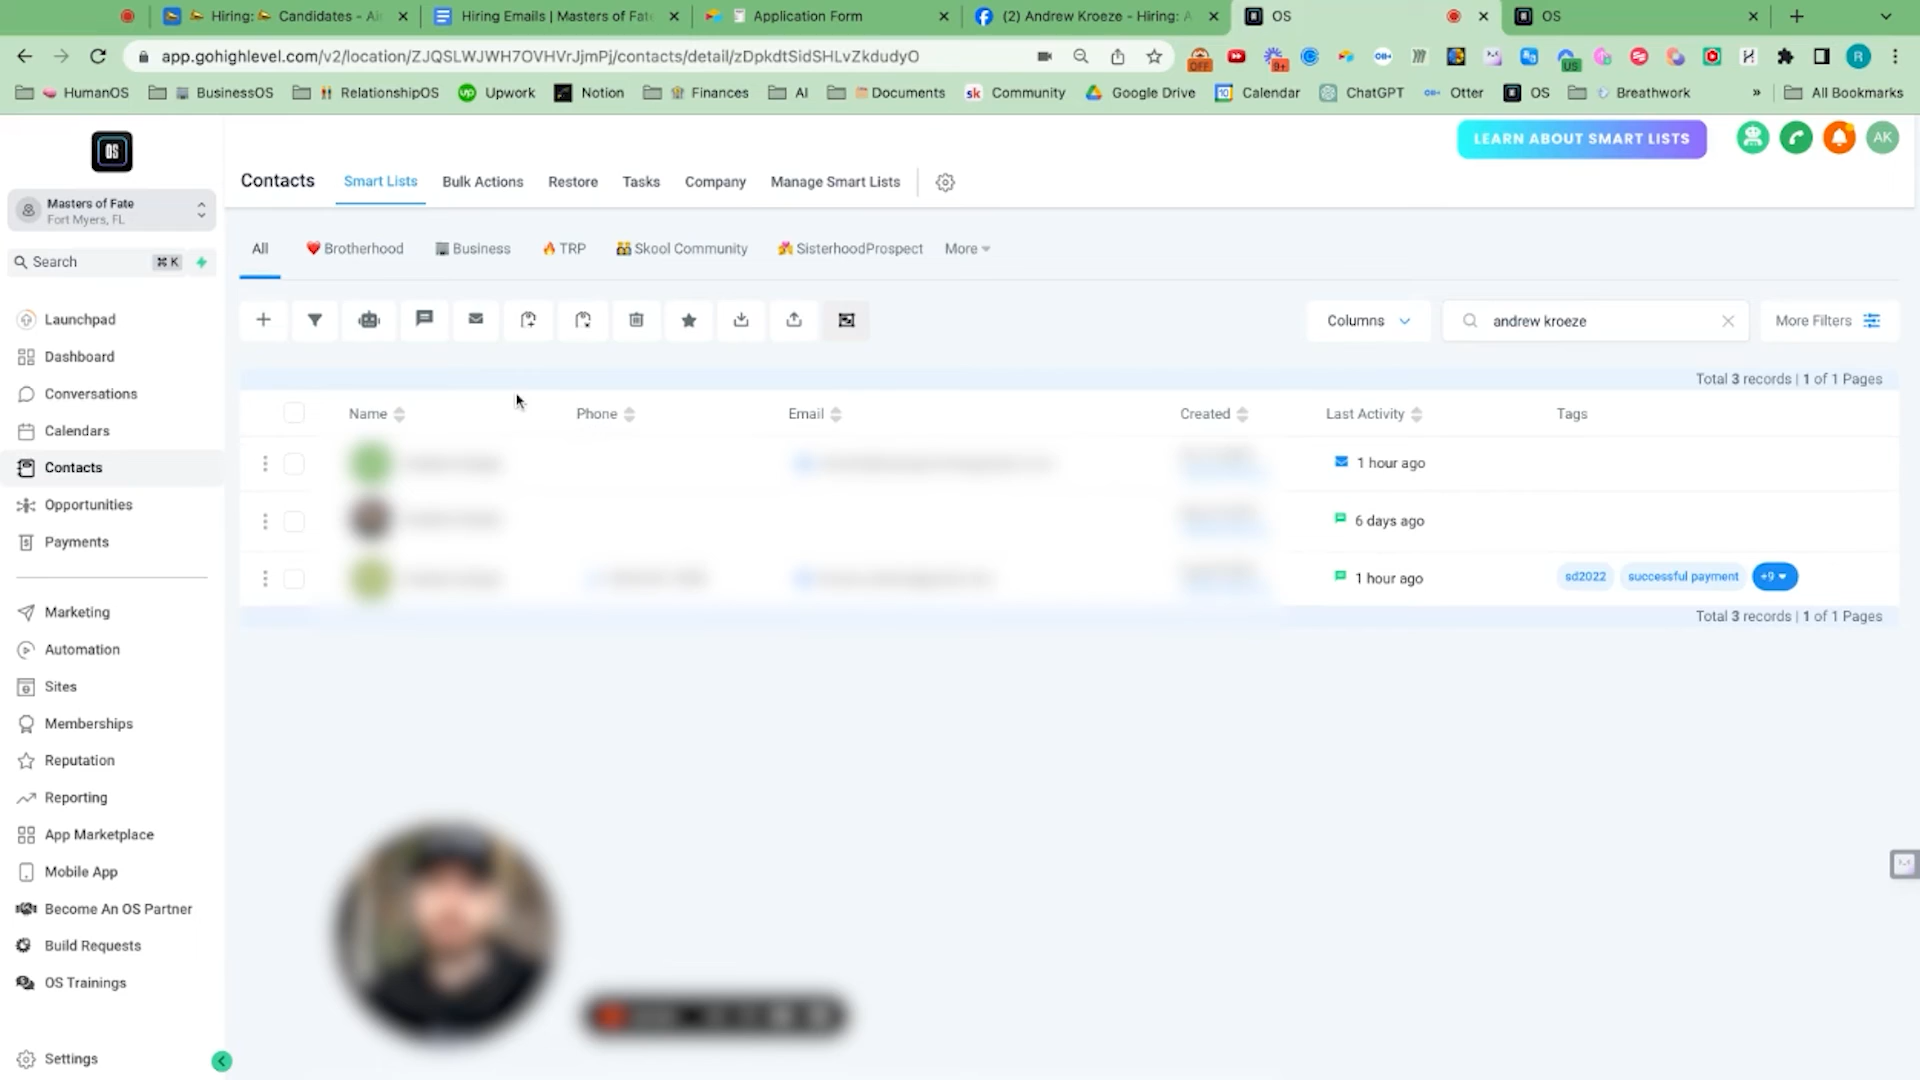 Hiring: Candidates - Air
Hiring Emails | Masters of Fate
Application Form
(2) Andrew Kroeze - Hiring: A
OS
OS
app.gohighlevel.com/v2/location/ZJQSLWJWH7OVHVrJjmPj/contacts/detail/zDpkdtSidSHLvZkdudyO
OFF
9+
US
R
HumanOS
BusinessOS
RelationshipOS
Upwork
Notion
Finances
AI
Documents
Community
Google Drive
Calendar
ChatGPT
Otter
OS
Breathwork
»
All Bookmarks
OS
LEARN ABOUT SMART LISTS
AK
Masters of Fate
Fort Myers, FL
Contacts
Smart Lists
Bulk Actions
Restore
Tasks
Company
Manage Smart Lists
Search
⌘ K
All
Brotherhood
Business
TRP
Skool Community
SisterhoodProspect
More
Columns
andrew kroeze
More Filters
Total 3 records | 1 of 1 Pages
Name
Phone
Email
Created
Last Activity
Tags
1 hour ago
6 days ago
1 hour ago
sd2022
successful payment
+9
Total 3 records | 1 of 1 Pages
Launchpad
Dashboard
Conversations
Calendars
Contacts
Opportunities
Payments
Marketing
Automation
Sites
Memberships
Reputation
Reporting
App Marketplace
Mobile App
Become An OS Partner
Build Requests
OS Trainings
Settings